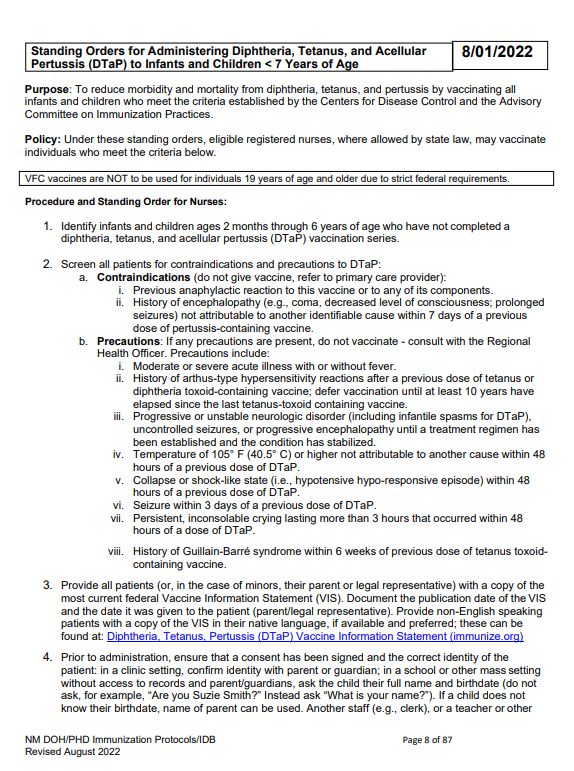 Standing Orders for Administering Diphtheria, Tetanus, and Acellular
Pertussis (DTaP) to Infants and Children < 7 Years of Age
8/01/2022
Purpose: To reduce morbidity and mortality from diphtheria, tetanus, and pertussis by vaccinating all
infants and children who meet the criteria established by the Centers for Disease Control and the Advisory
Committee on Immunization Practices.
Policy: Under these standing orders, eligible registered nurses, where allowed by state law, may vaccinate
individuals who meet the criteria below.
VFC vaccines are NOT to be used for individuals 19 years of age and older due to strict federal requirements.
Procedure and Standing Order for Nurses:
1. Identify infants and children ages 2 months through 6 years of age who have not completed a
diphtheria, tetanus, and acellular pertussis (DTaP) vaccination series.
2. Screen all patients for contraindications and precautions to DTaP:
a. Contraindications (do not give vaccine, refer to primary care provider):
i. Previous anaphylactic reaction to this vaccine or to any of its components.
ii. History of encephalopathy (e.g., coma, decreased level of consciousness; prolonged
seizures) not attributable to another identifiable cause within 7 days of a previous
dose of pertussis-containing vaccine.
b. Precautions: If any precautions are present, do not vaccinate - consult with the Regional
Health Officer. Precautions include:
i. Moderate or severe acute illness with or without fever.
ii. History of arthus-type hypersensitivity reactions after a previous dose of tetanus or
diphtheria toxoid-containing vaccine; defer vaccination until at least 10 years have
elapsed since the last tetanus-toxoid containing vaccine.
iii. Progressive or unstable neurologic disorder (including infantile spasms for DTaP),
uncontrolled seizures, or progressive encephalopathy until a treatment regimen has
been established and the condition has stabilized.
iv. Temperature of 105° F (40.5° C) or higher not attributable to another cause within 48
hours of a previous dose of DTaP.
v. Collapse or shock-like state (i.e., hypotensive hypo-responsive episode) within 48
hours of a previous dose of DTaP.
vi. Seizure within 3 days of a previous dose of DTaP.
vii. Persistent, inconsolable crying lasting more than 3 hours that occurred within 48
hours of a dose of DTaP.
viii. History of Guillain-Barré syndrome within 6 weeks of previous dose of tetanus toxoid-
containing vaccine.
3. Provide all patients (or, in the case of minors, their parent or legal representative) with a copy of the
most current federal Vaccine Information Statement (VIS). Document the publication date of the VIS
and the date it was given to the patient (parent/legal representative). Provide non-English speaking
patients with a copy of the VIS in their native language, if available and preferred; these can be
found at: Diphtheria, Tetanus, Pertussis (DTaP) Vaccine Information Statement (immunize.org)
4. Prior to administration, ensure that a consent has been signed and the correct identity of the
patient: in a clinic setting, confirm identity with parent or guardian; in a school or other mass setting
without access to records and parent/guardians, ask the child their full name and birthdate (do not
ask, for example, “Are you Suzie Smith?” Instead ask “What is your name?”). If a child does not
know their birthdate, name of parent can be used. Another staff (e.g., clerk), or a teacher or other
NM DOH/PHD Immunization Protocols/IDB
Page 8 of 87
Revised August 2022